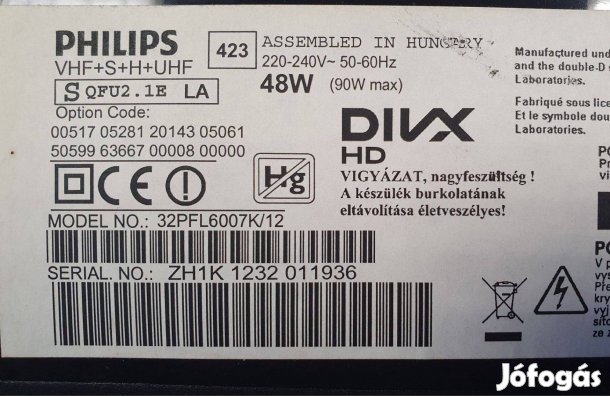 PHILIPS
423
ASSEMBLED IN HUNGARY
VHF+S+H+UHF
220-240V~ 50-60Hz
S QFU2.1E LA
48W (90W max)
Option Code:
00517 05281 20143 05061
50599 63667 00008 00000
DIVX
HD
Hg
VIGYÁZAT, nagyfeszültség !
A készülék burkolatának
eltávolítása életveszélyes!
MODEL NO.: 32PFL6007K/12
SERIAL. NO.: ZH1K 1232 011936
Manufactured und
and the double-D s
Laboratories.
Fabriqué sous lice
Et le symbole dou
Laboratories.
Jófogás